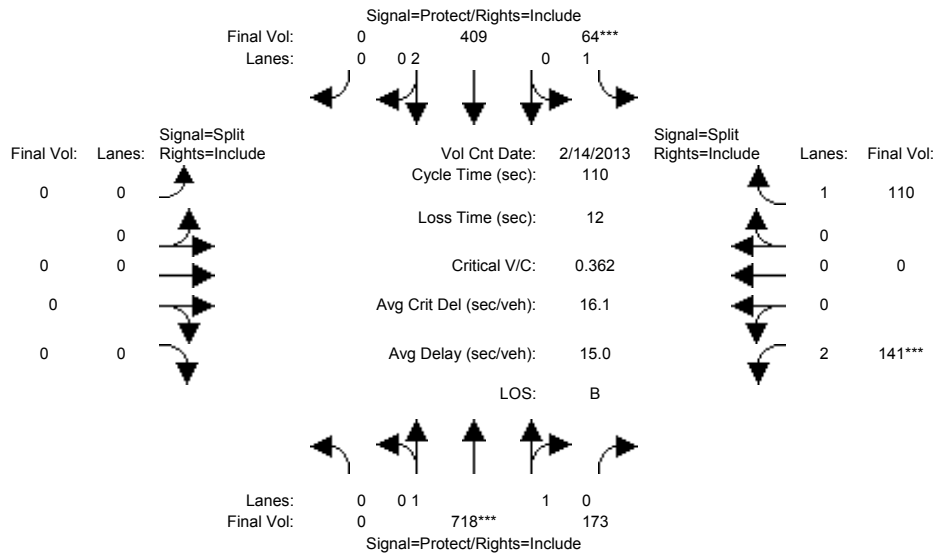 Signal=Protect/Rights=Include
Final Vol: 0 409 64***
Lanes: 0 0 2 0 1
Signal=Split
Final Vol: Lanes: Rights=Include
Vol Cnt Date: 2/14/2013
Signal=Split
Rights=Include Lanes: Final Vol:
Cycle Time (sec): 110
0 0
1 110
Loss Time (sec): 12
0
0
0 0
Critical V/C: 0.362
0 0
0
Avg Crit Del (sec/veh): 16.1
0
0 0
Avg Delay (sec/veh): 15.0
2 141***
LOS: B
Lanes: 0 0 1 1 0
Final Vol: 0 718*** 173
Signal=Protect/Rights=Include